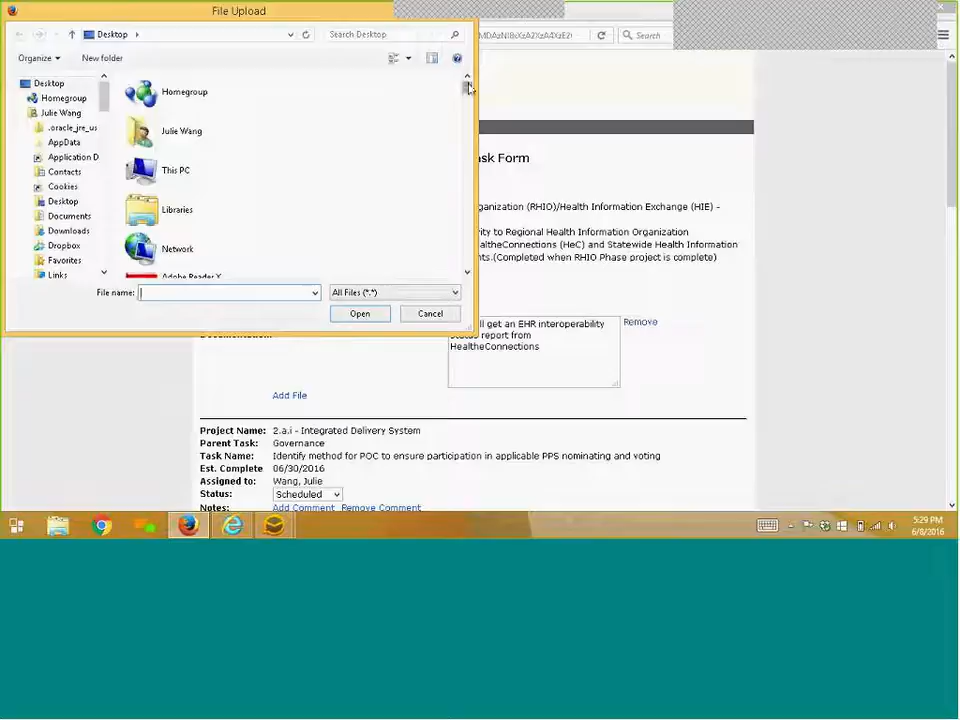 File Upload
Desktop
Search Desktop
Search
Organize
New folder
Desktop
Homegroup
Julie Wang
.oracle_jre_us
AppData
Application D
Contacts
Cookies
Desktop
Documents
Downloads
Dropbox
Favorites
Links
Homegroup
Julie Wang
This PC
Libraries
Network
Adobe Reader X
File name:
All Files (*.*)
Open
Cancel
ask Form
ganization (RHIO)/Health Information Exchange (HIE) -
ity to Regional Health Information Organization
ealtheConnections (HeC) and Statewide Health Information
nts.(Completed when RHIO Phase project is complete)
ll get an EHR interoperability
status report from
HealtheConnections
Remove
Documentation:
Add File
Project Name: 2.a.i - Integrated Delivery System
Parent Task: Governance
Task Name: Identify method for POC to ensure participation in applicable PPS nominating and voting
Est. Complete 06/30/2016
Assigned to: Wang, Julie
Status: Scheduled
Notes: Add Comment Remove Comment
5:29 PM
6/8/2016